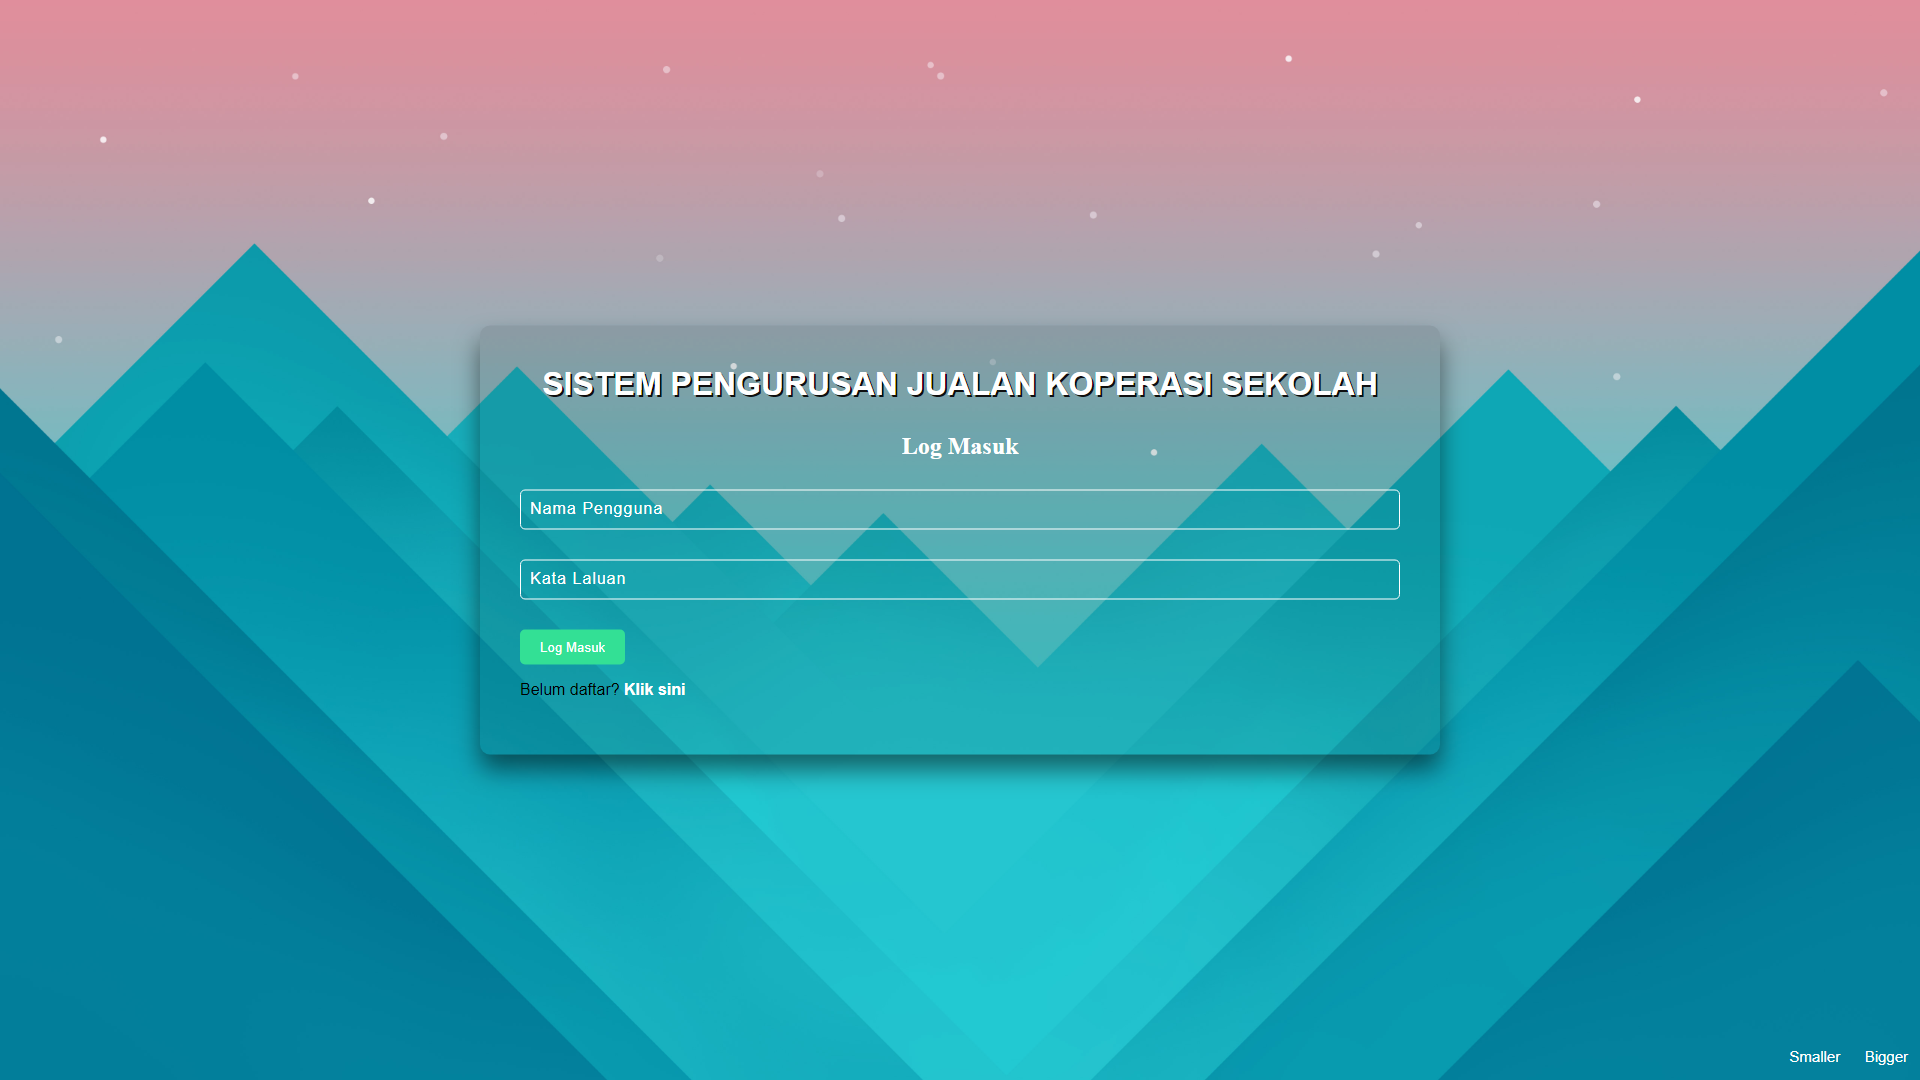 SISTEM PENGURUSAN JUALAN KOPERASI SEKOLAH
Log Masuk
Nama Pengguna
Kata Laluan
Log Masuk
Belum daftar? Klik sini
Smaller Bigger